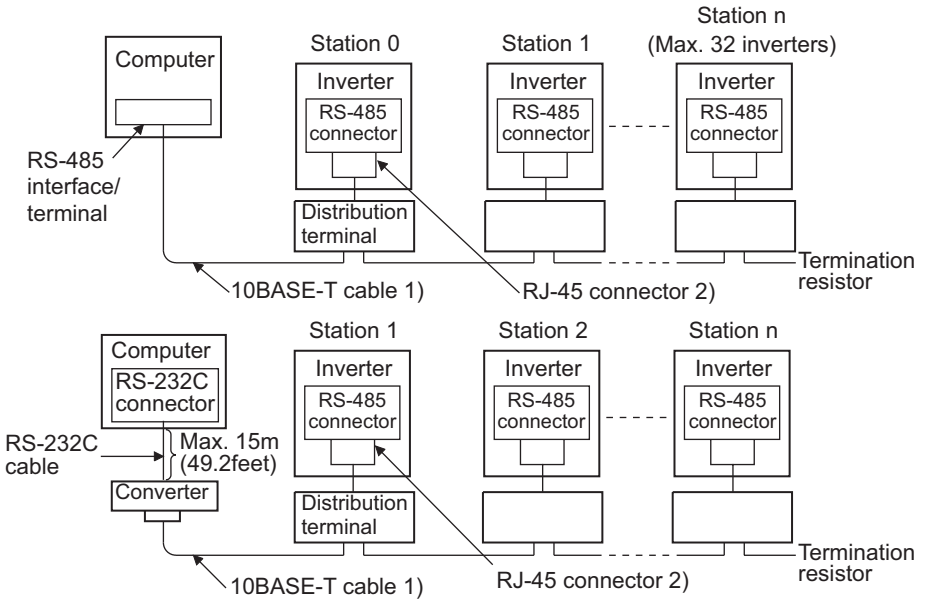 Station n
Station 0
Station 1
(Max. 32 inverters)
Computer
Inverter
Inverter
Inverter
RS-485
connector
RS-485
connector
RS-485
connector
RS-485
interface/
terminal
Distribution
terminal
Termination
resistor
10BASE-T cable 1)
RJ-45 connector 2)
Station 1
Station 2
Station n
Computer
RS-232C
connector
Inverter
Inverter
Inverter
RS-485
connector
RS-485
connector
RS-485
connector
RS-232C
cable
Max. 15m
(49.2feet)
Converter
Distribution
terminal
Termination
resistor
10BASE-T cable 1)
RJ-45 connector 2)